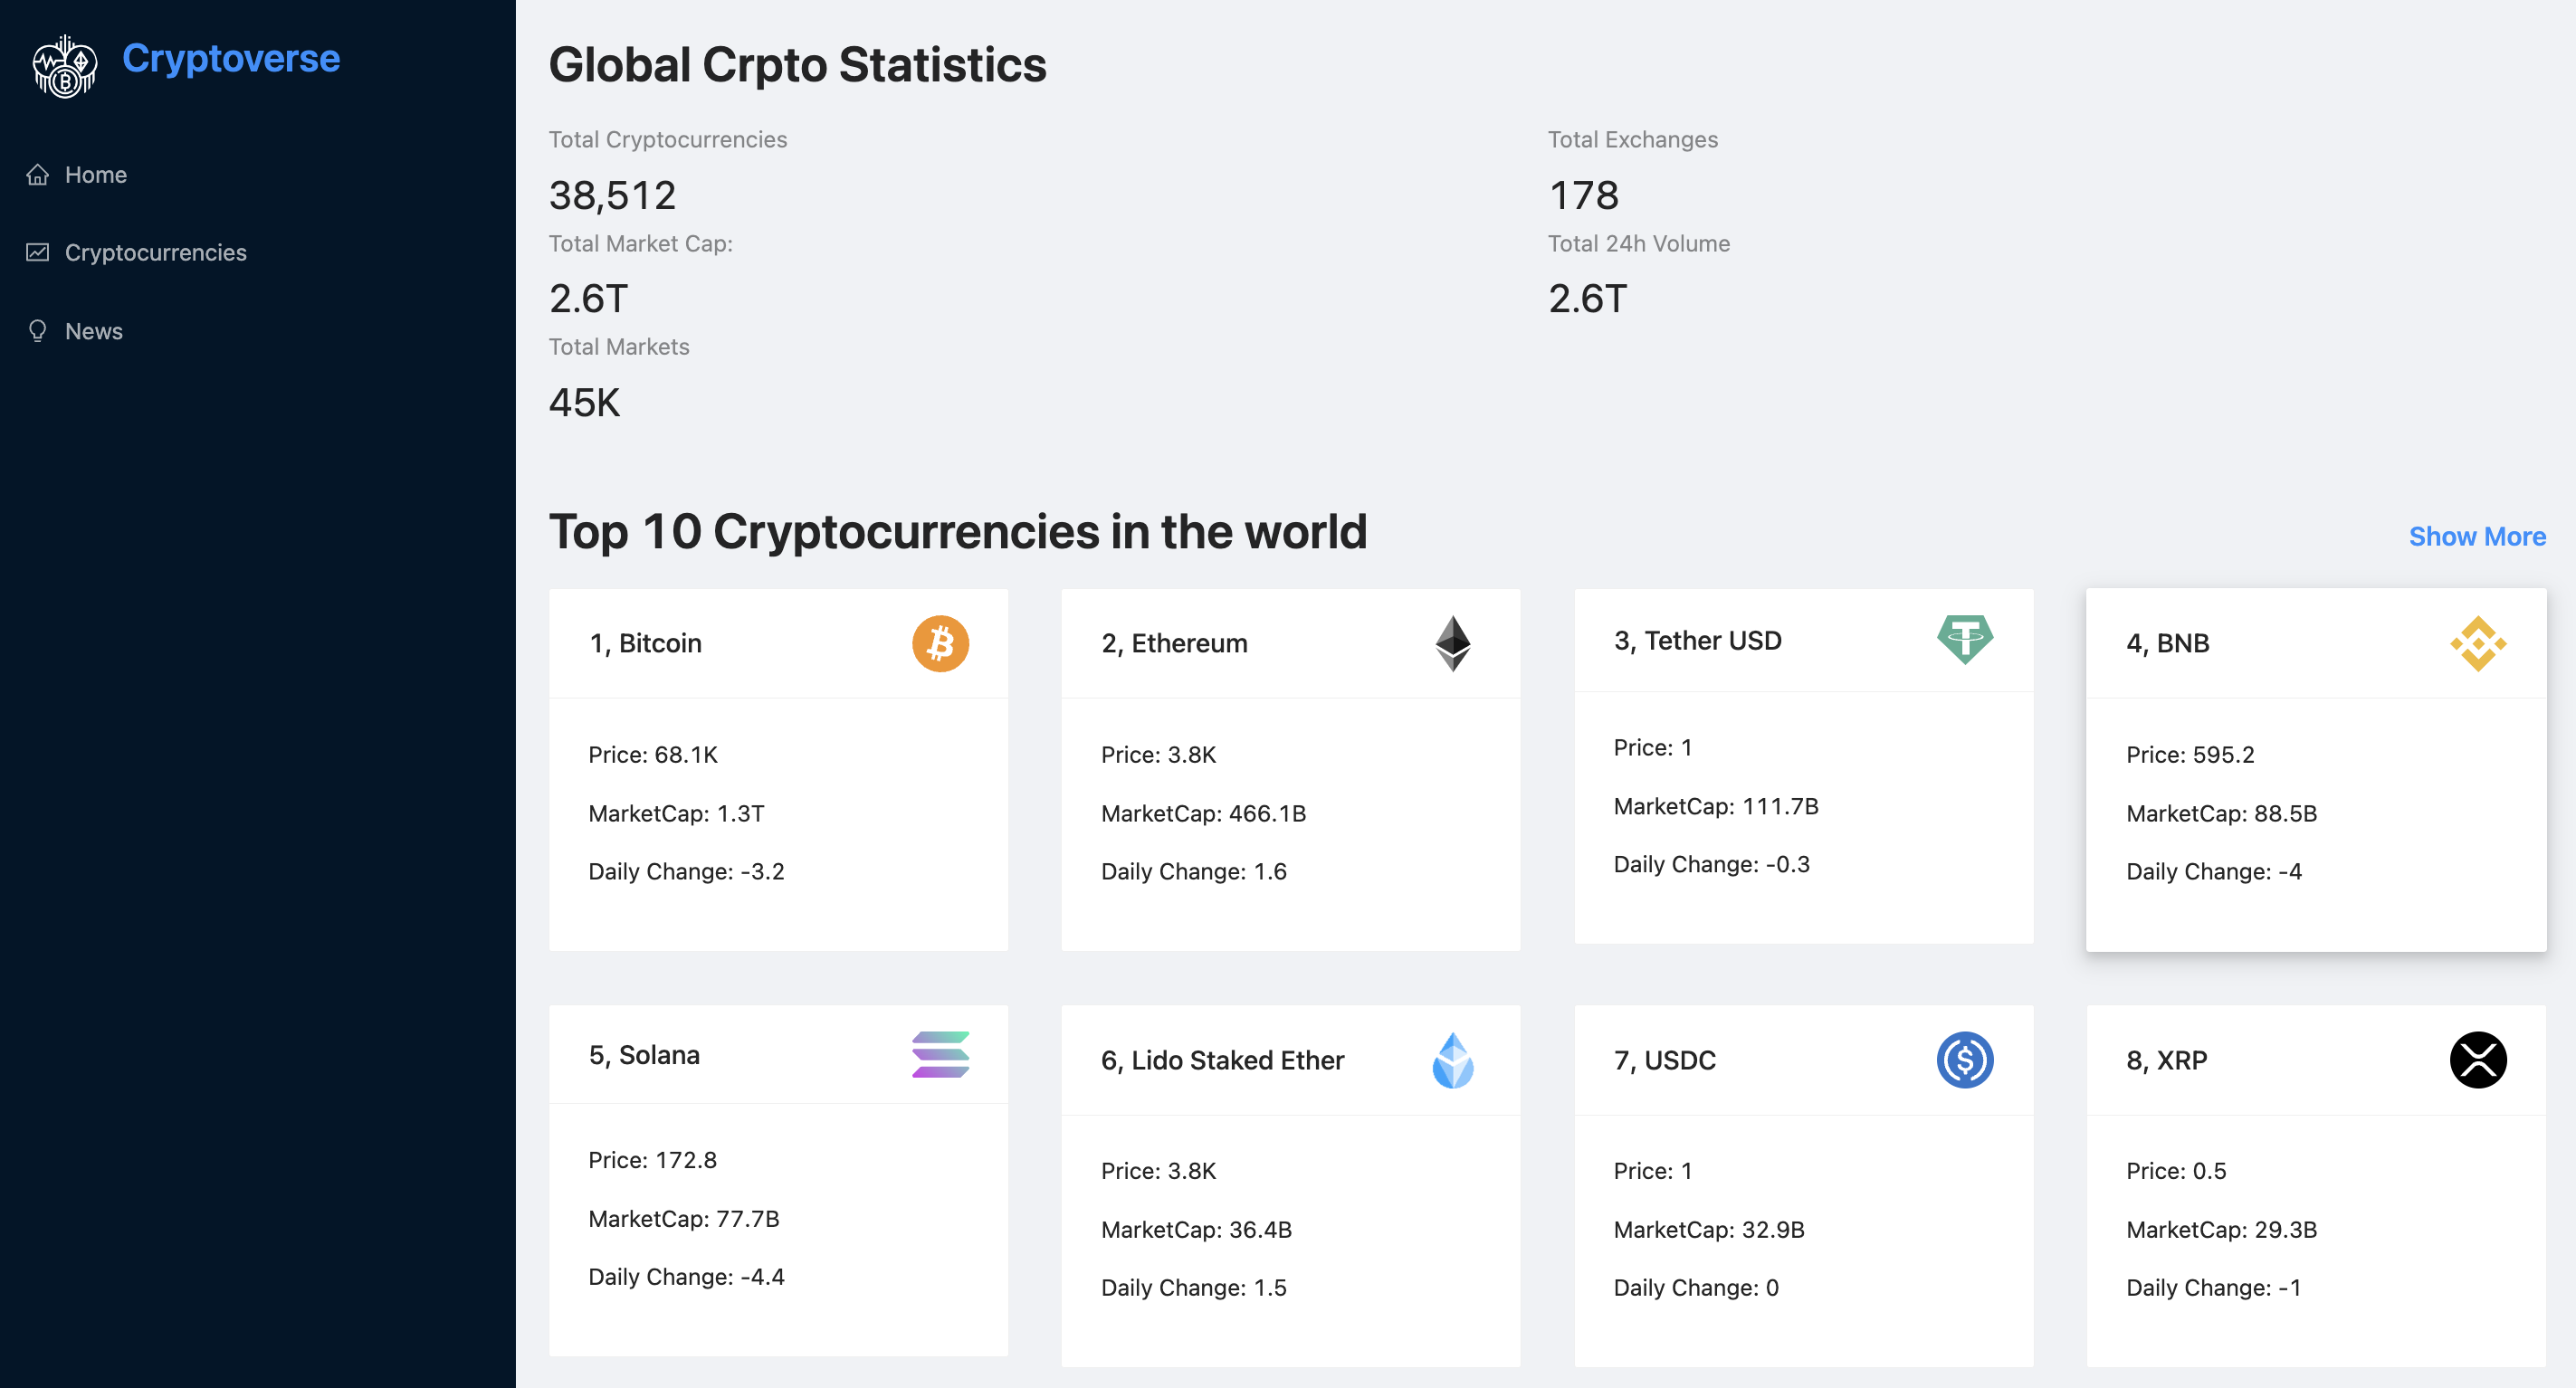 Cryptoverse
Home
Cryptocurrencies
News
Global Crpto Statistics
Total Cryptocurrencies
38,512
Total Exchanges
178
Total Market Cap:
2.6T
Total 24h Volume
2.6T
Total Markets
45K
Top 10 Cryptocurrencies in the world
Show More
1, Bitcoin
Price: 68.1K
MarketCap: 1.3T
Daily Change: -3.2
2, Ethereum
Price: 3.8K
MarketCap: 466.1B
Daily Change: 1.6
3, Tether USD
Price: 1
MarketCap: 111.7B
Daily Change: -0.3
4, BNB
Price: 595.2
MarketCap: 88.5B
Daily Change: -4
5, Solana
Price: 172.8
MarketCap: 77.7B
Daily Change: -4.4
6, Lido Staked Ether
Price: 3.8K
MarketCap: 36.4B
Daily Change: 1.5
7, USDC
Price: 1
MarketCap: 32.9B
Daily Change: 0
8, XRP
Price: 0.5
MarketCap: 29.3B
Daily Change: -1